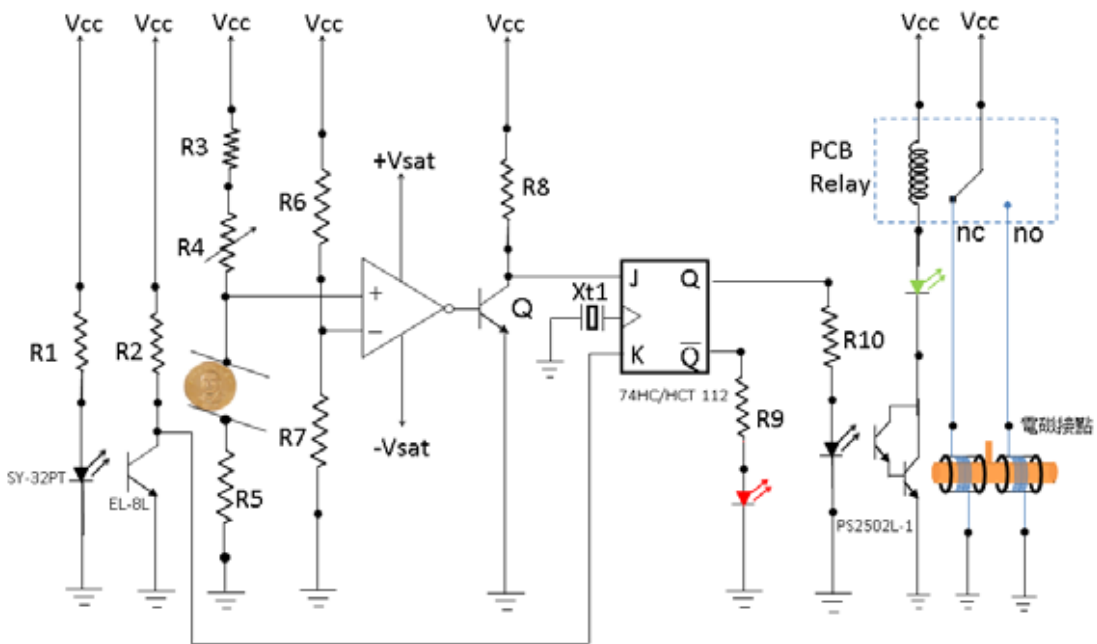 Vcc
Vcc
Vcc
Vcc
Vcc
Vcc
Vcc
R3
+Vsat
R6
R8
PCB
Relay
R4
nc
no
+
Q
J
Q
Xt1
−
R1
R2
K
Q̅
R10
74HC/HCT 112
R9
電磁接點
R7
-Vsat
SY-32PT
EL-8L
R5
PS2502L-1